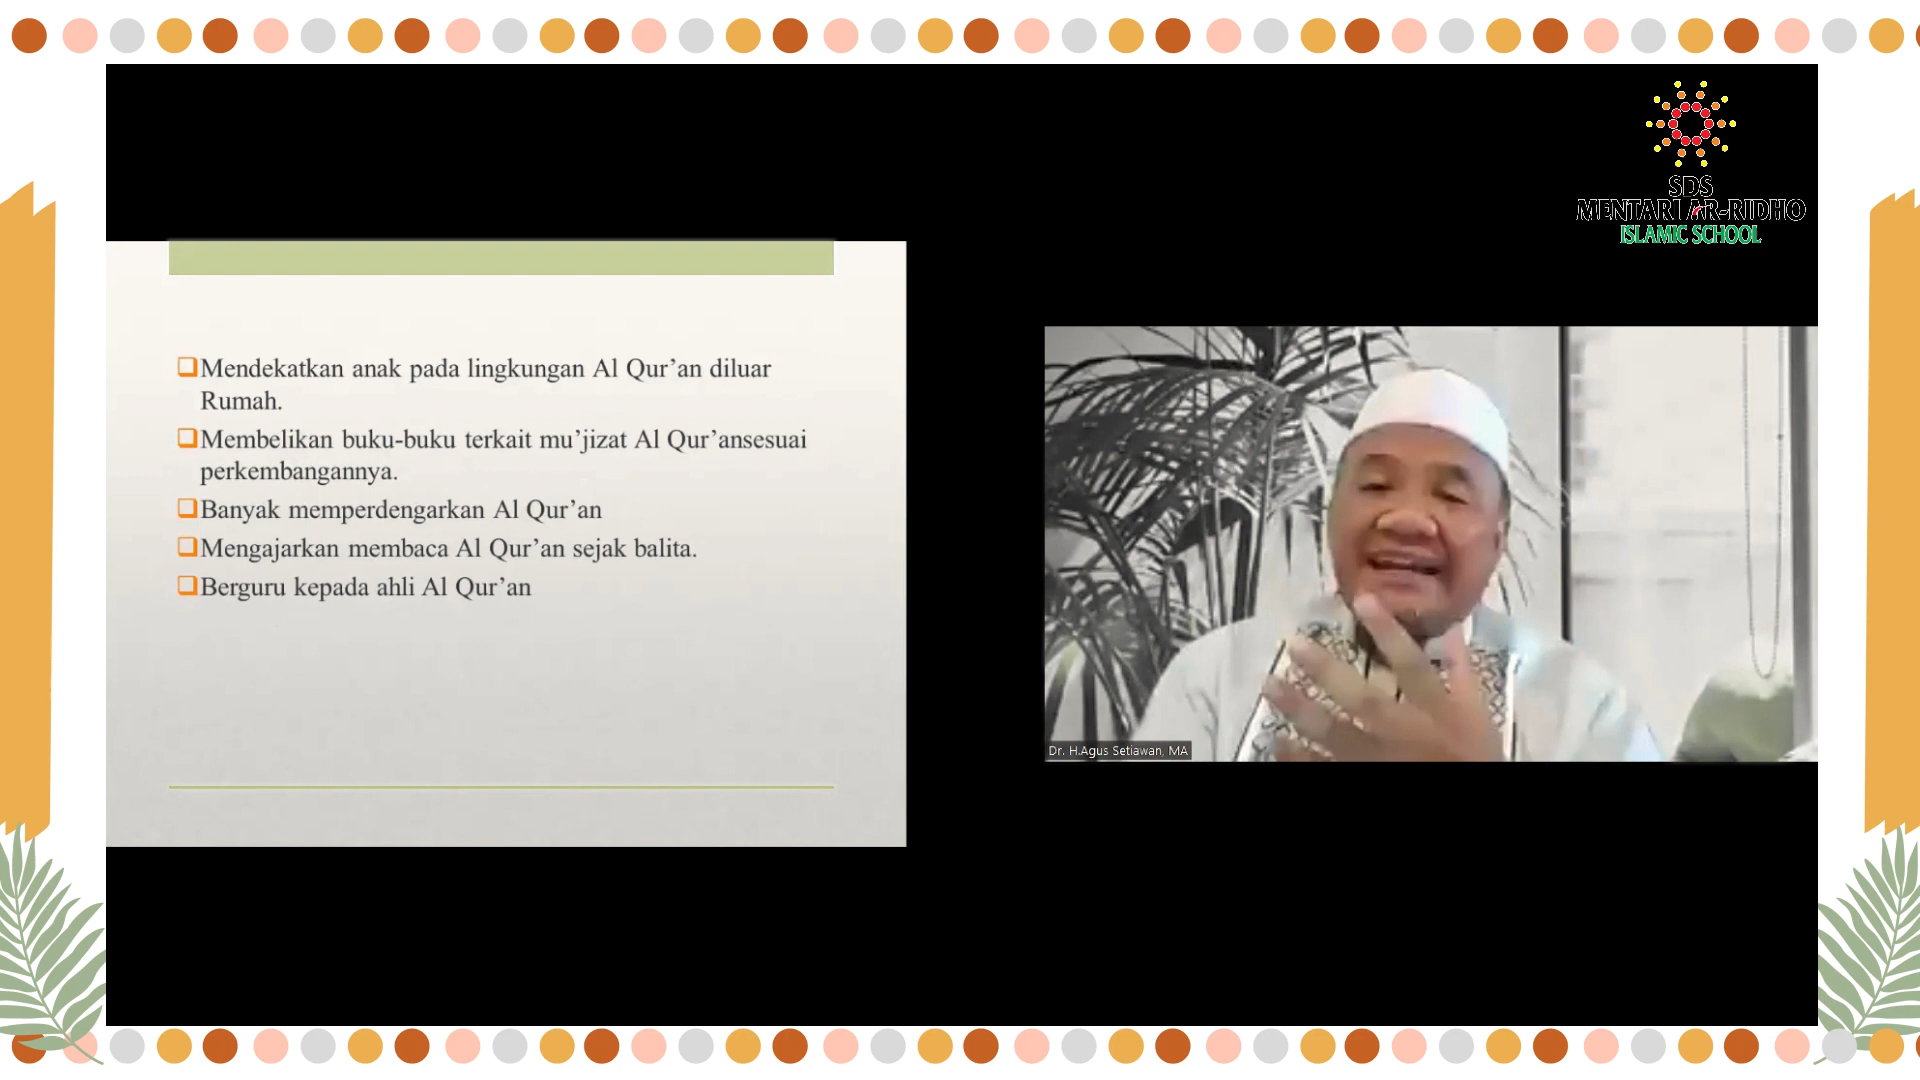 SDS
MENTARI AR-RIDHO
ISLAMIC SCHOOL
Mendekatkan anak pada lingkungan Al Qur’an diluar
Rumah.
Membelikan buku-buku terkait mu’jizat Al Qur’ansesuai
perkembangannya.
Banyak memperdengarkan Al Qur’an
Mengajarkan membaca Al Qur’an sejak balita.
Berguru kepada ahli Al Qur’an
Dr. H.Agus Setiawan, MA